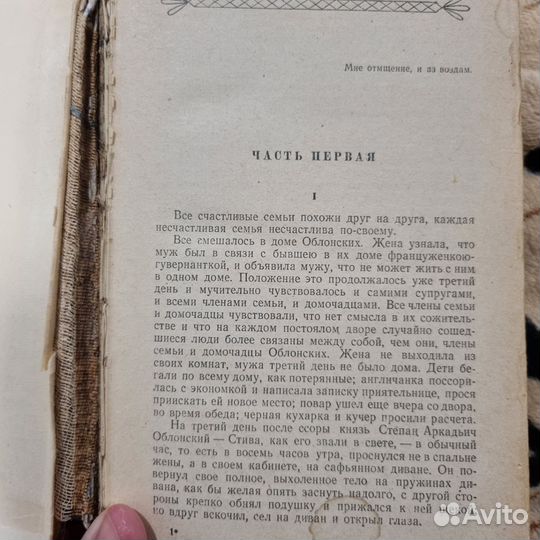 Мне отмщение, и аз воздам.
ЧАСТЬ ПЕРВАЯ
I
Все счастливые семьи похожи друг на друга, каждая
несчастливая семья несчастлива по-своему.
Все смешалось в доме Облонских. Жена узнала, что
муж был в связи с бывшею в их доме француженкою-
гувернанткой, и объявила мужу, что не может жить с ним
в одном доме. Положение это продолжалось уже третий
день и мучительно чувствовалось и самими супругами,
и всеми членами семьи, и домочадцами. Все члены семьи
и домочадцы чувствовали, что нет смысла в их сожитель-
стве и что на каждом постоялом дворе случайно сошед-
шиеся люди более связаны между собой, чем они, члены
семьи и домочадцы Облонских. Жена не выходила из
своих комнат, мужа третий день не было дома. Дети бе-
гали по всему дому, как потерянные; англичанка поссори-
лась с экономкой и написала записку приятельнице, прося
приискать ей новое место; повар ушел еще вчера со двора,
во время обеда; черная кухарка и кучер просили расчета.
На третий день после ссоры князь Степан Аркадьич
Облонский — Стива, как его звали в свете, — в обычный
час, то есть в восемь часов утра, проснулся не в спальне
жены, а в своем кабинете, на сафьянном диване. Он по-
вернул свое полное, выхоленное тело на пружинах ди-
вана, как бы желая опять заснуть надолго, с другой сто-
роны крепко обнял подушку и прижался к ней щекой;
но вдруг вскочил, сел на диван и открыл глаза.
1*
Avito